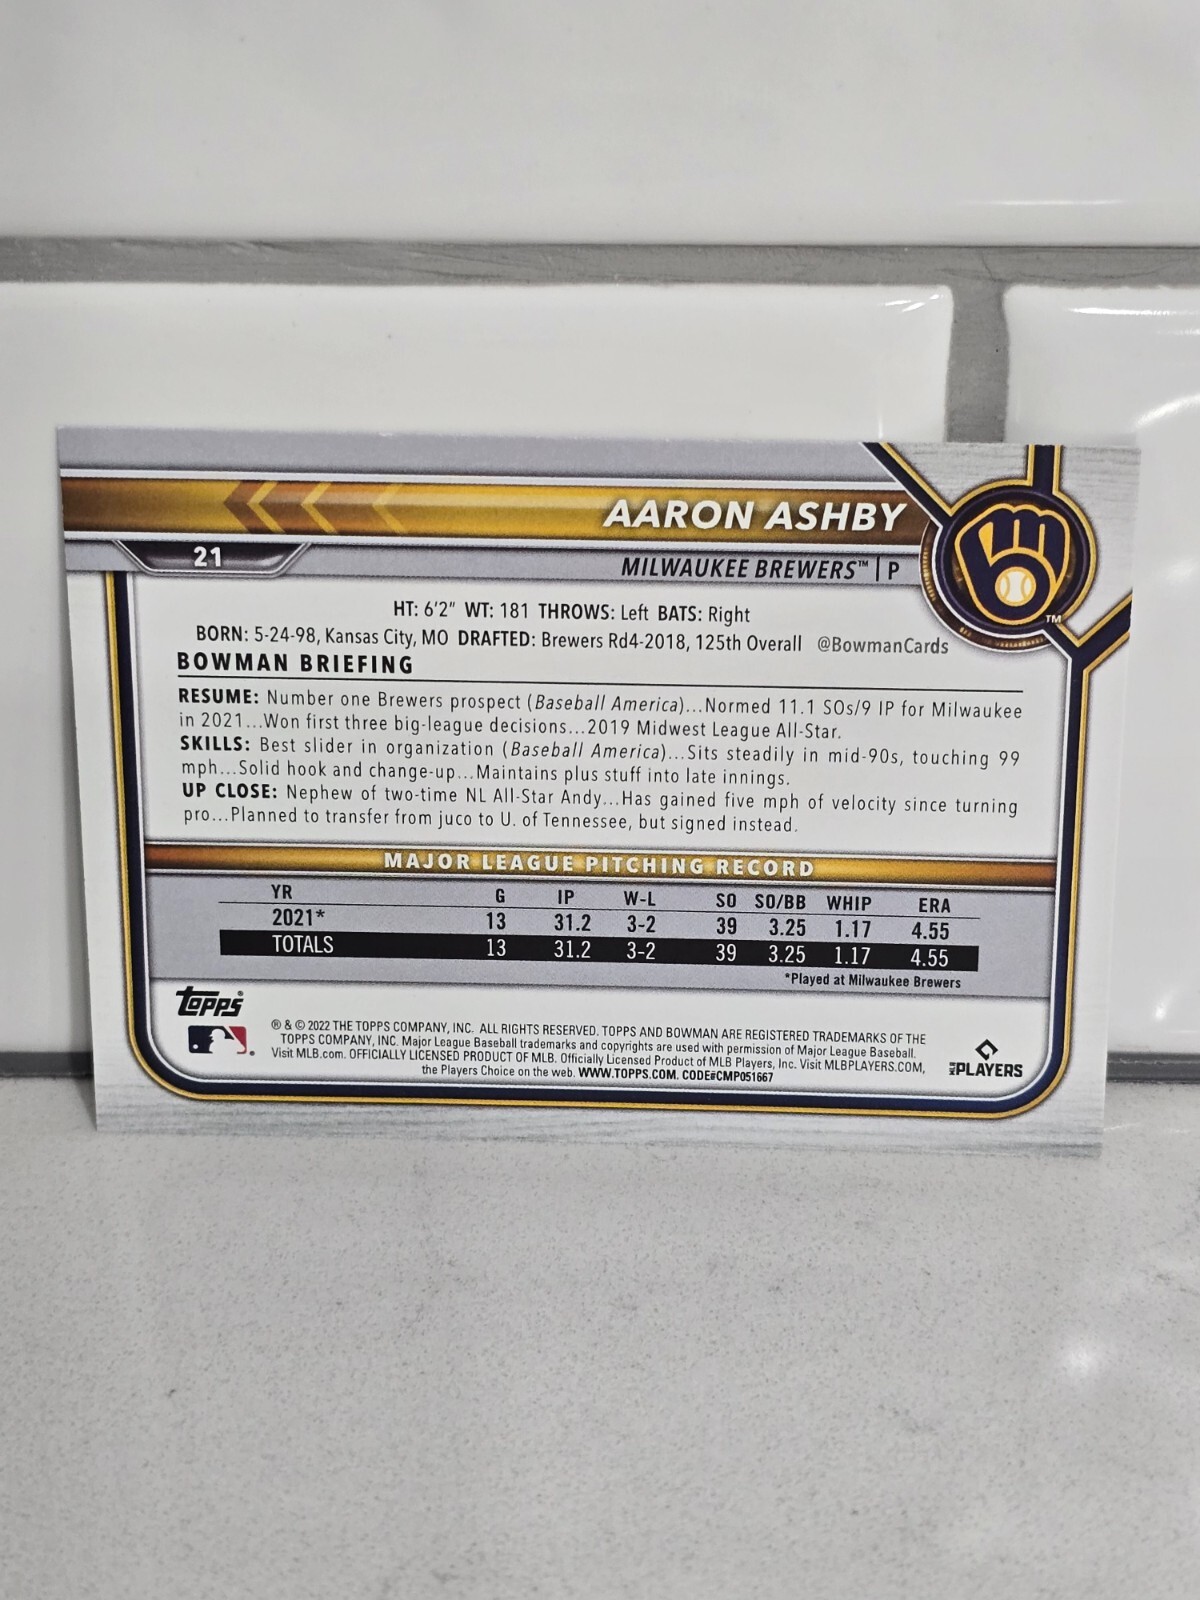 AARON ASHBY
21
MILWAUKEE BREWERS™ | P
HT: 6'2" WT: 181 THROWS: Left BATS: Right
BORN: 5-24-98, Kansas City, MO DRAFTED: Brewers Rd4-2018, 125th Overall @BowmanCards
BOWMAN BRIEFING
RESUME: Number one Brewers prospect (Baseball America)...Normed 11.1 SOs/9 IP for Milwaukee
in 2021...Won first three big-league decisions...2019 Midwest League All-Star.
SKILLS: Best slider in organization (Baseball America)...Sits steadily in mid-90s, touching 99
mph...Solid hook and change-up...Maintains plus stuff into late innings.
UP CLOSE: Nephew of two-time NL All-Star Andy...Has gained five mph of velocity since turning
pro...Planned to transfer from juco to U. of Tennessee, but signed instead.
MAJOR LEAGUE PITCHING RECORD
YR G IP W-L SO SO/BB WHIP ERA
2021* 13 31.2 3-2 39 3.25 1.17 4.55
TOTALS 13 31.2 3-2 39 3.25 1.17 4.55
*Played at Milwaukee Brewers
Topps
® & © 2022 THE TOPPS COMPANY, INC. ALL RIGHTS RESERVED. TOPPS AND BOWMAN ARE REGISTERED TRADEMARKS OF THE
TOPPS COMPANY, INC. Major League Baseball trademarks and copyrights are used with permission of Major League Baseball.
Visit MLB.com. OFFICIALLY LICENSED PRODUCT OF MLB. Officially Licensed Product of MLB Players, Inc. Visit MLBPLAYERS.COM,
the Players Choice on the web. WWW.TOPPS.COM. CODE#CMP051667
MLB PLAYERS